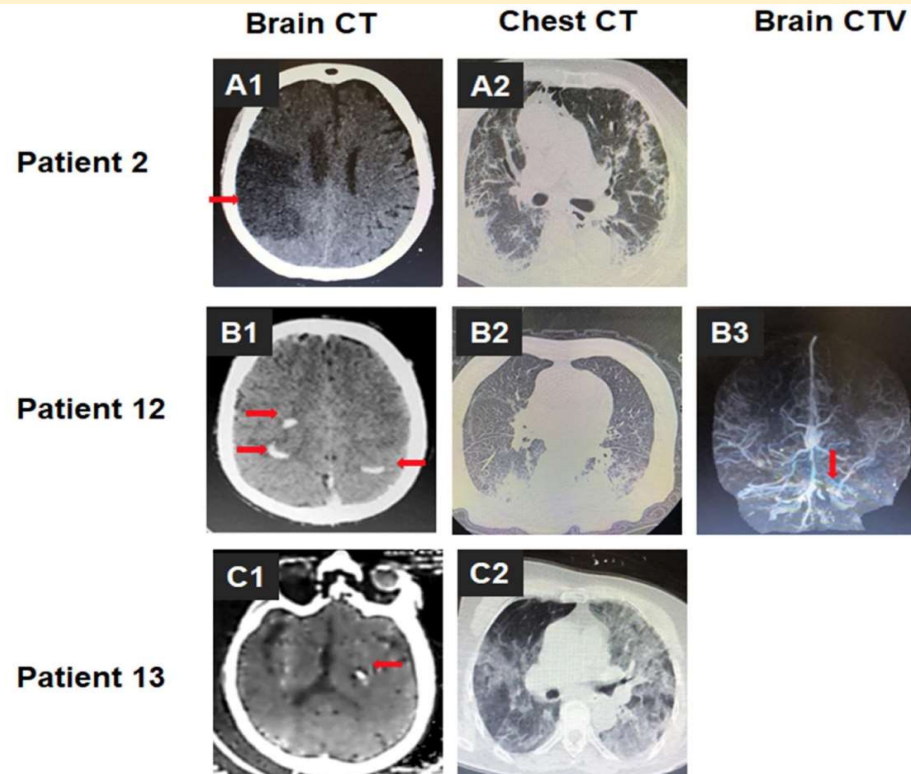 Brain CT Chest CT Brain CTV
Patient 2
A1 A2
Patient 12
B1 B2 B3
Patient 13
C1 C2